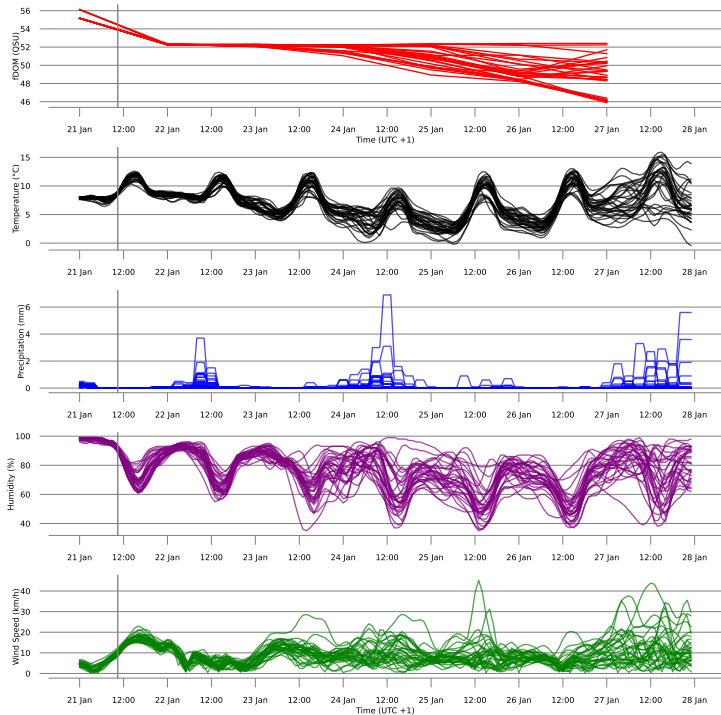 56
54
52
50
48
46
fDOM (QSU)
21 Jan 12:00 22 Jan 12:00 23 Jan 12:00 24 Jan 12:00 25 Jan 12:00 26 Jan 12:00 27 Jan 12:00 28 Jan
Time (UTC +1)
15
10
5
0
Temperature (°C)
21 Jan 12:00 22 Jan 12:00 23 Jan 12:00 24 Jan 12:00 25 Jan 12:00 26 Jan 12:00 27 Jan 12:00 28 Jan
6
4
2
0
Precipitation (mm)
21 Jan 12:00 22 Jan 12:00 23 Jan 12:00 24 Jan 12:00 25 Jan 12:00 26 Jan 12:00 27 Jan 12:00 28 Jan
100
80
60
40
Humidity (%)
21 Jan 12:00 22 Jan 12:00 23 Jan 12:00 24 Jan 12:00 25 Jan 12:00 26 Jan 12:00 27 Jan 12:00 28 Jan
40
30
20
10
0
Wind Speed (km/h)
21 Jan 12:00 22 Jan 12:00 23 Jan 12:00 24 Jan 12:00 25 Jan 12:00 26 Jan 12:00 27 Jan 12:00 28 Jan
Time (UTC +1)